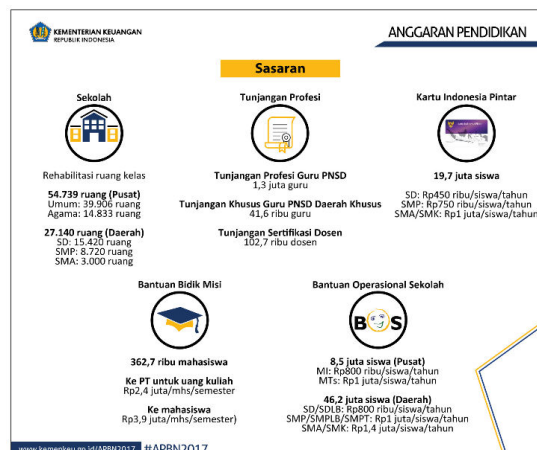 KEMENTERIAN KEUANGAN
REPUBLIK INDONESIA
ANGGARAN PENDIDIKAN
Sasaran
Sekolah
Rehabilitasi ruang kelas
54.739 ruang (Pusat)
Umum: 39.906 ruang
Agama: 14.833 ruang
27.140 ruang (Daerah)
SD: 15.420 ruang
SMP: 8.720 ruang
SMA: 3.000 ruang
Tunjangan Profesi
Tunjangan Profesi Guru PNSD
1,3 juta guru
Tunjangan Khusus Guru PNSD Daerah Khusus
41,6 ribu guru
Tunjangan Sertifikasi Dosen
102,7 ribu dosen
Kartu Indonesia Pintar
19,7 juta siswa
SD: Rp450 ribu/siswa/tahun
SMP: Rp750 ribu/siswa/tahun
SMA/SMK: Rp1 juta/siswa/tahun
Bantuan Bidik Misi
362,7 ribu mahasiswa
Ke PT untuk uang kuliah
Rp2,4 juta/mhs/semester
Ke mahasiswa
Rp3,9 juta/mhs/semester)
Bantuan Operasional Sekolah
BOS
8,5 juta siswa (Pusat)
MI: Rp800 ribu/siswa/tahun
MTs: Rp1 juta/siswa/tahun
46,2 juta siswa (Daerah)
SD/SDLB: Rp800 ribu/siswa/tahun
SMP/SMPLB/SMPT: Rp1 juta/siswa/tahun
SMA/SMK: Rp1,4 juta/siswa/tahun
www.kemenkeu.go.id/APBN2017 #APBN2017